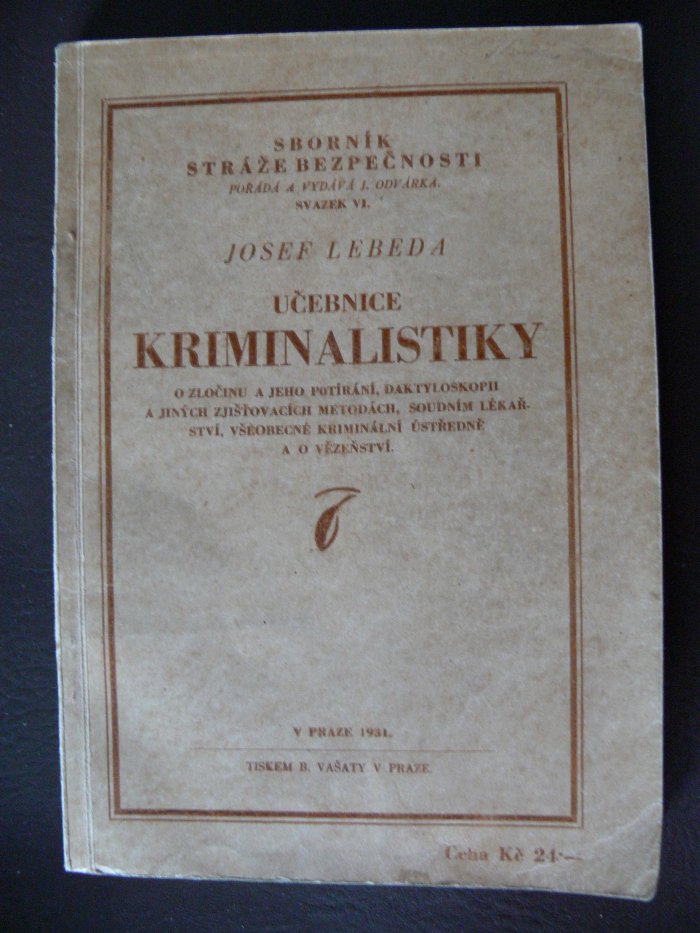 SBORNÍK
STRÁŽE BEZPEČNOSTI
POŘÁDÁ A VYDÁVÁ J. ODVÁRKA.
SVAZEK VI.
JOSEF LEBEDA
UČEBNICE
KRIMINALISTIKY
O ZLOČINU A JEHO POTÍRÁNÍ, DAKTYLOSKOPII
A JINÝCH ZJIŠŤOVACÍCH METODÁCH, SOUDNÍM LÉKAŘ-
STVÍ, VŠEOBECNÉ KRIMINÁLNÍ ÚSTŘEDNĚ
A O VĚZEŇSTVÍ.
V PRAZE 1931.
TISKEM B. VAŠATY V PRAZE.
Cena Kč 24·—